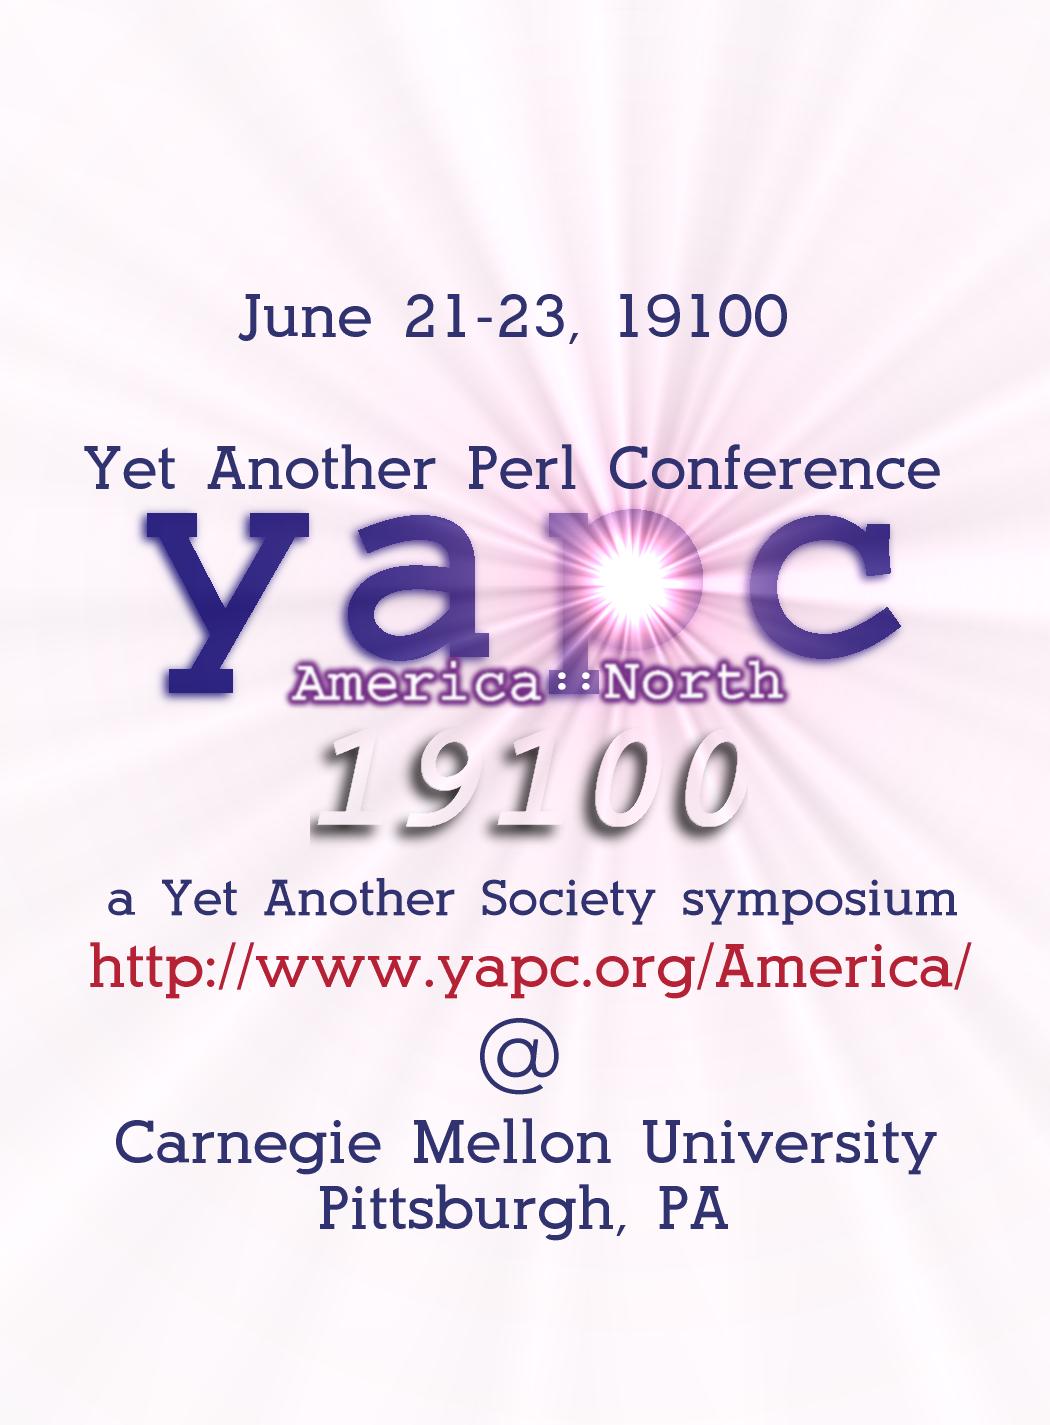 June 21-23, 19100
Yet Another Perl Conference
yapc
America::North
19100
a Yet Another Society symposium
http://www.yapc.org/America/
@
Carnegie Mellon University
Pittsburgh, PA